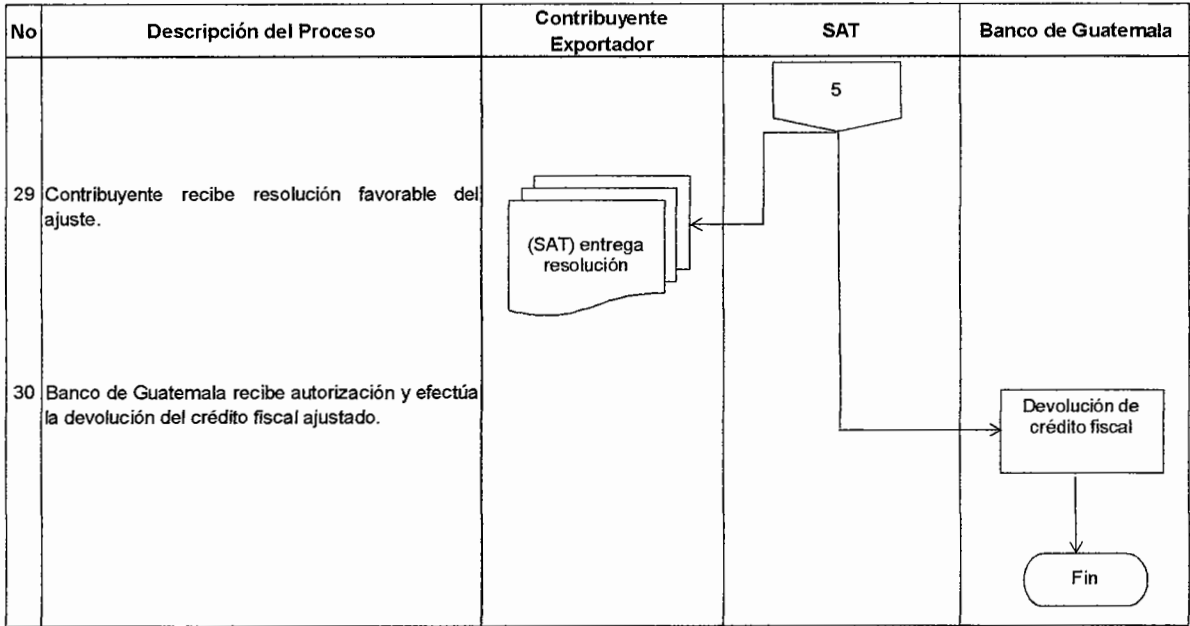 No
Descripción del Proceso
Contribuyente
Exportador
SAT
Banco de Guatemala
5
29 Contribuyente recibe resolución favorable del
ajuste.
(SAT) entrega
resolución
30 Banco de Guatemala recibe autorización y efectúa
la devolución del crédito fiscal ajustado.
Devolución de
crédito fiscal
Fin